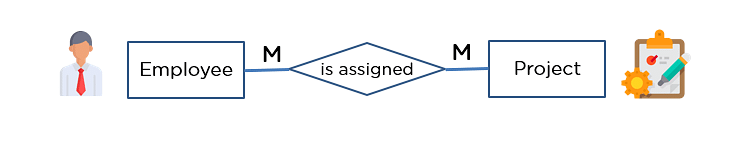 M
M
Employee
is assigned
Project